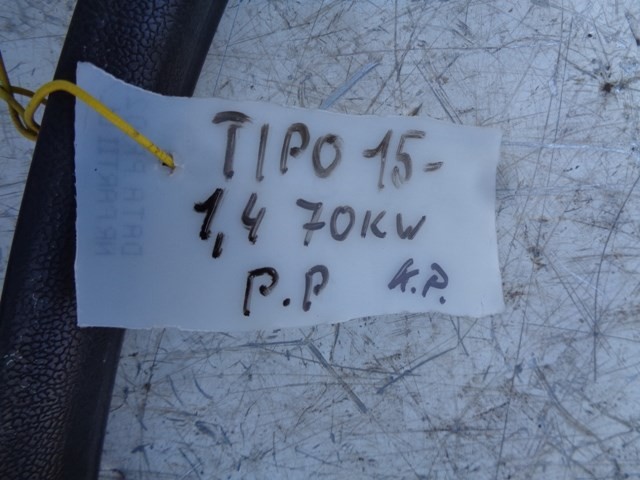 TIPO 15-
1,4 70KW
P.P K.P.